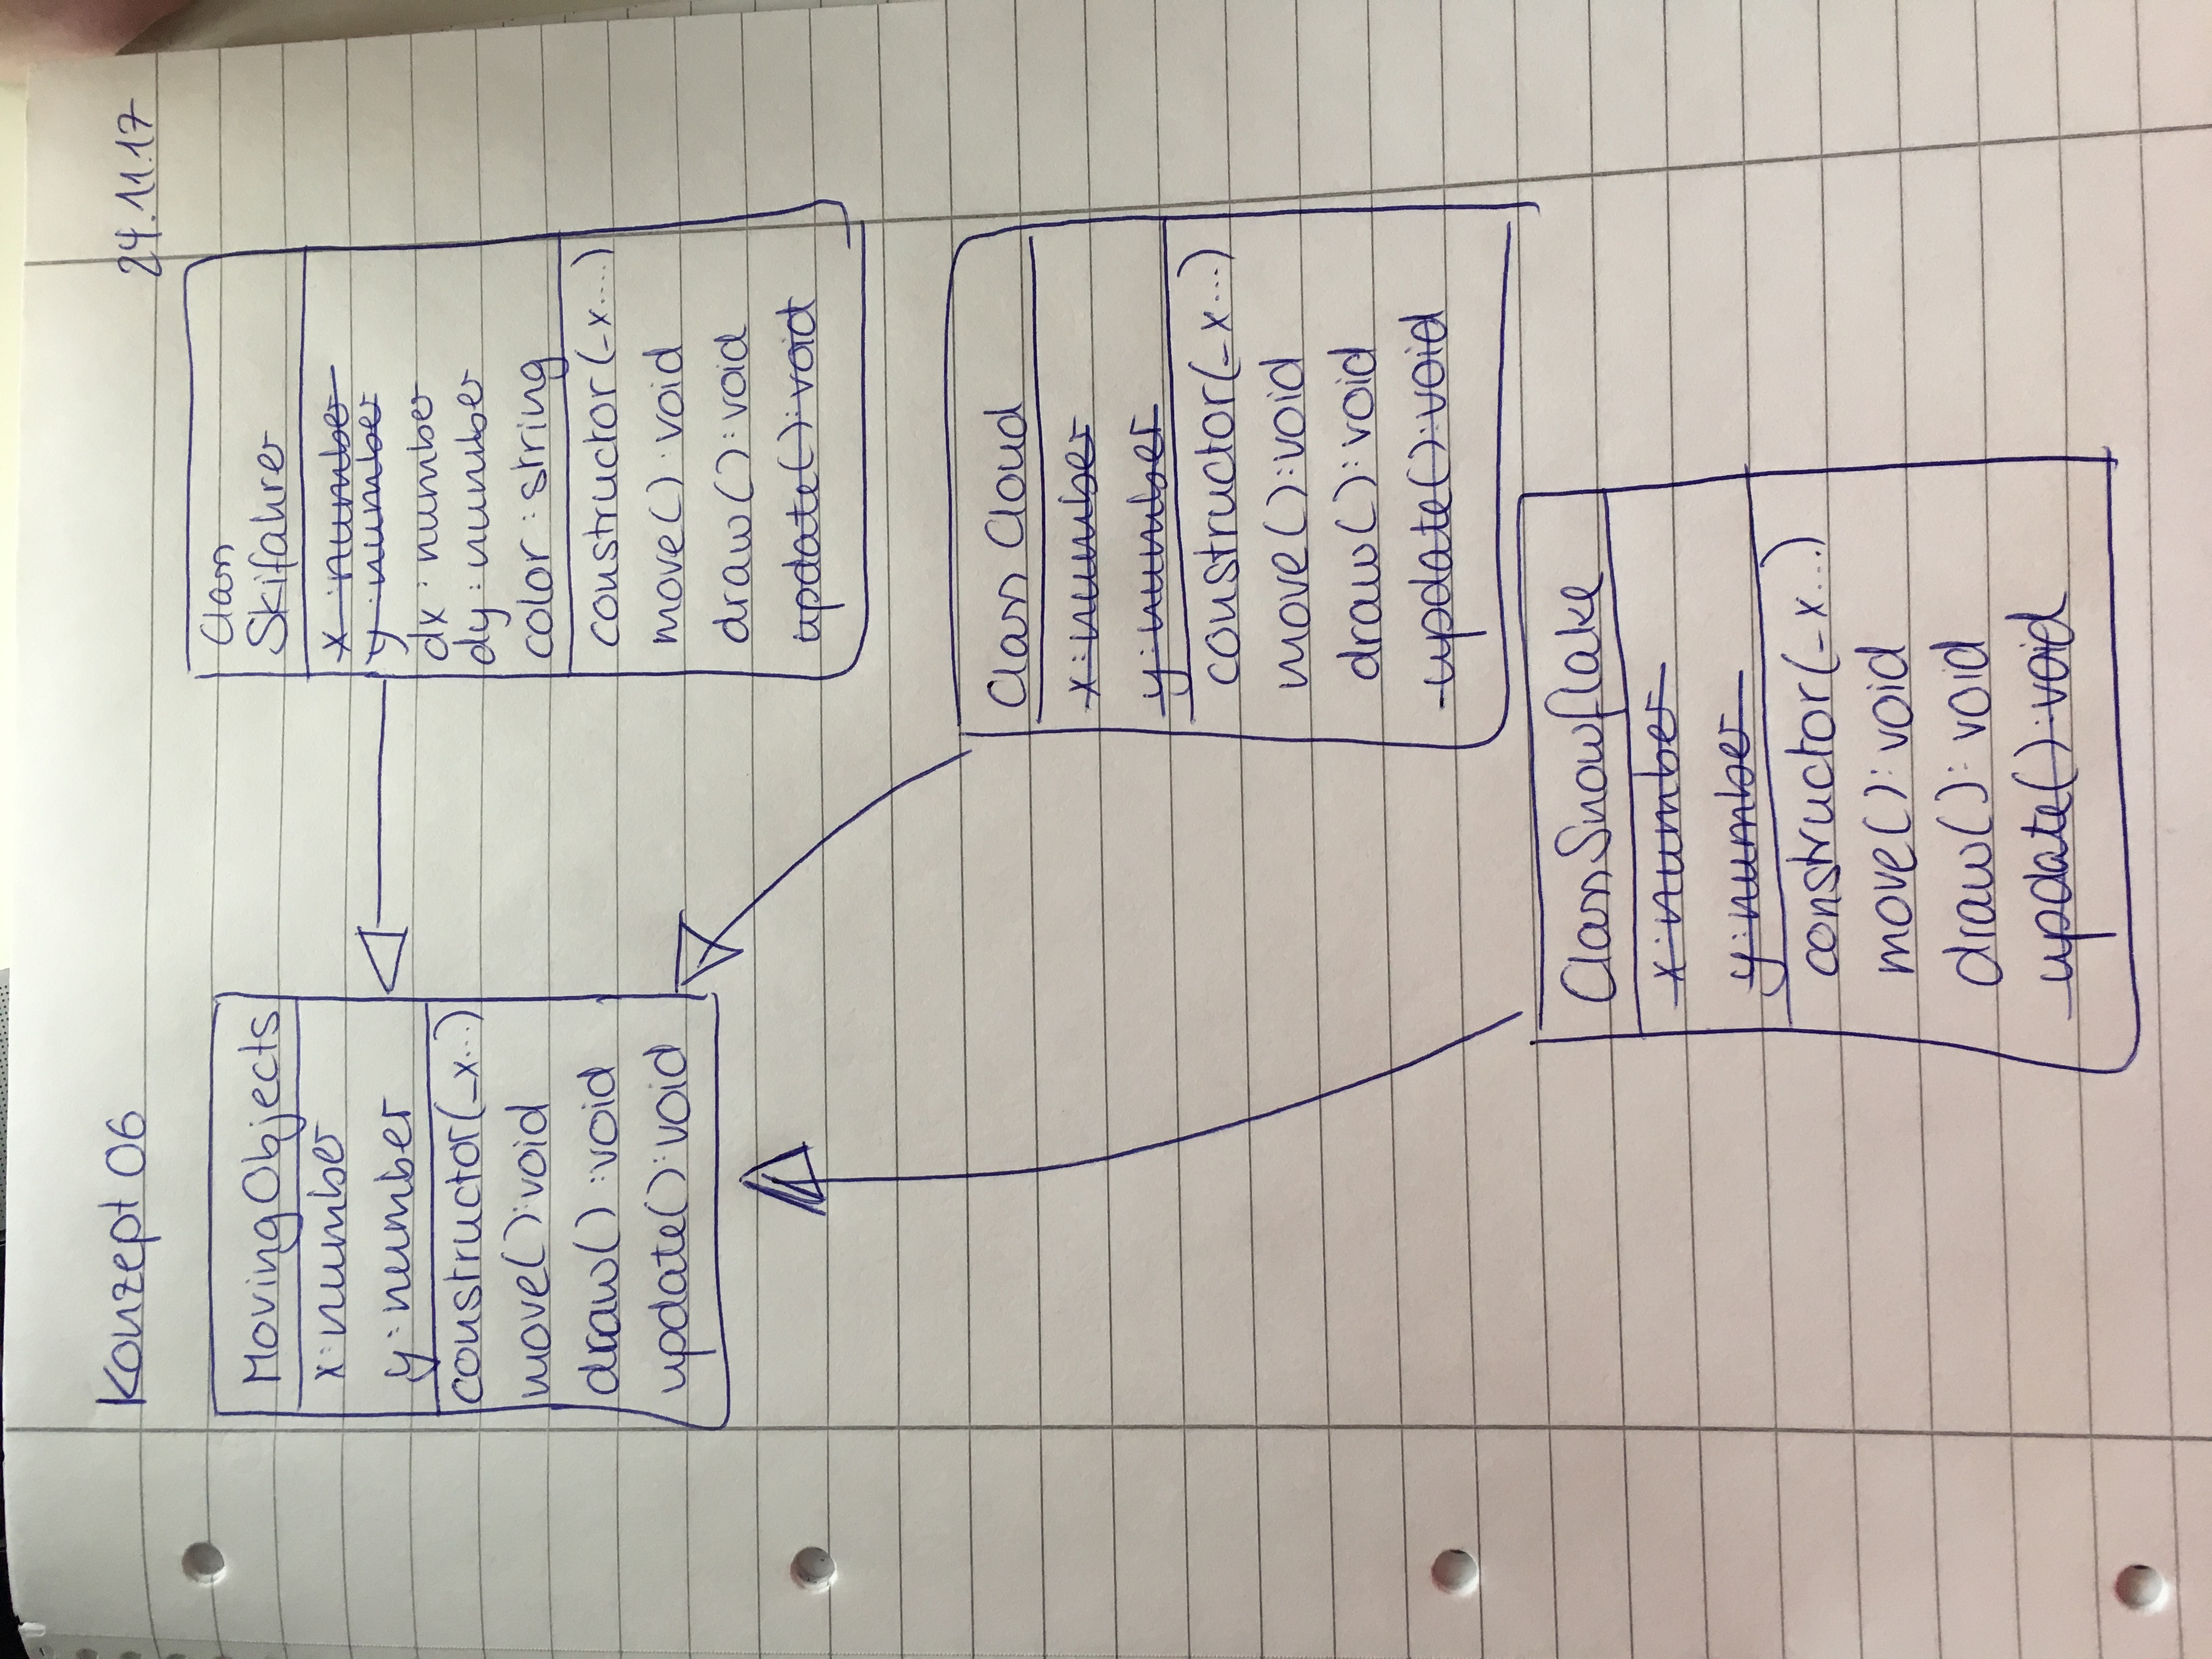 Konzept 06
24.11.17
MovingObjects
x:number
y:number
constructor(_x...)
move():void
draw():void
update():void
Class
Skifahrer
x:number
y:number
dx:number
dy:number
color:string
constructor(_x....)
move():void
draw():void
update():void
Class Cloud
x:number
y:number
constructor(_x...)
move():void
draw():void
update():void
Class Snowflake
x:number
y:number
constructor(_x...)
move():void
draw():void
update():void